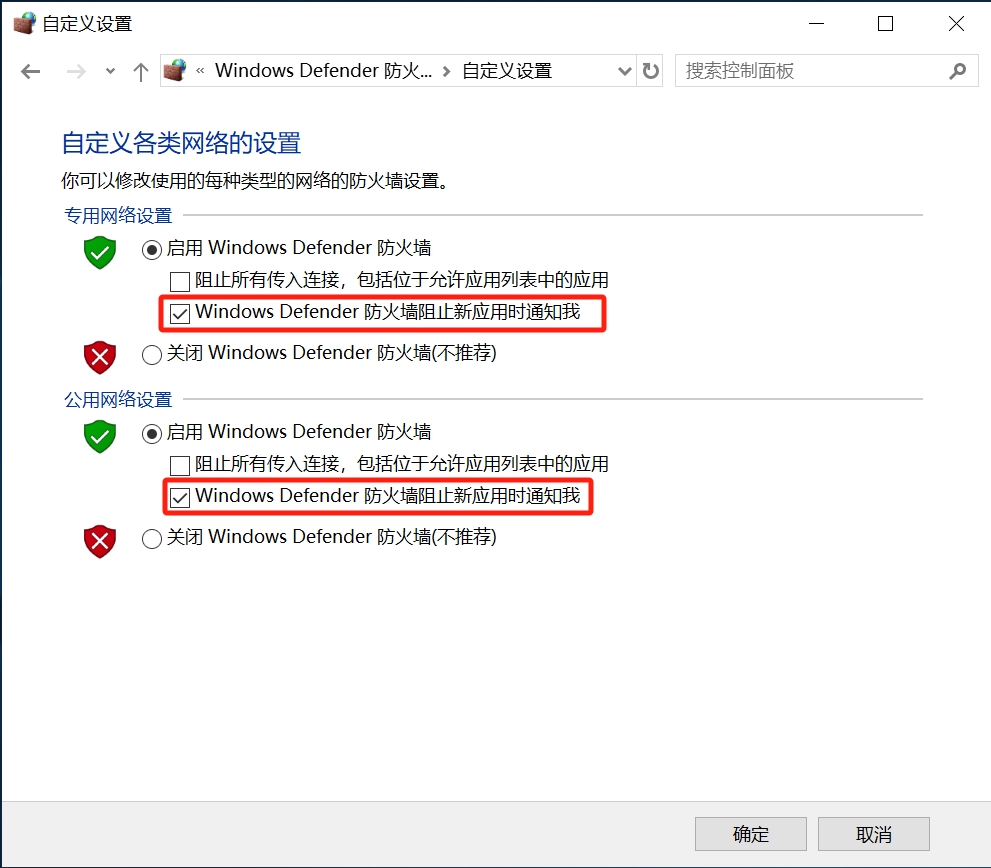 自定义设置
« Windows Defender 防火... › 自定义设置
搜索控制面板
自定义各类网络的设置
你可以修改使用的每种类型的网络的防火墙设置。
专用网络设置
启用 Windows Defender 防火墙
阻止所有传入连接，包括位于允许应用列表中的应用
Windows Defender 防火墙阻止新应用时通知我
关闭 Windows Defender 防火墙(不推荐)
公用网络设置
启用 Windows Defender 防火墙
阻止所有传入连接，包括位于允许应用列表中的应用
Windows Defender 防火墙阻止新应用时通知我
关闭 Windows Defender 防火墙(不推荐)
确定
取消